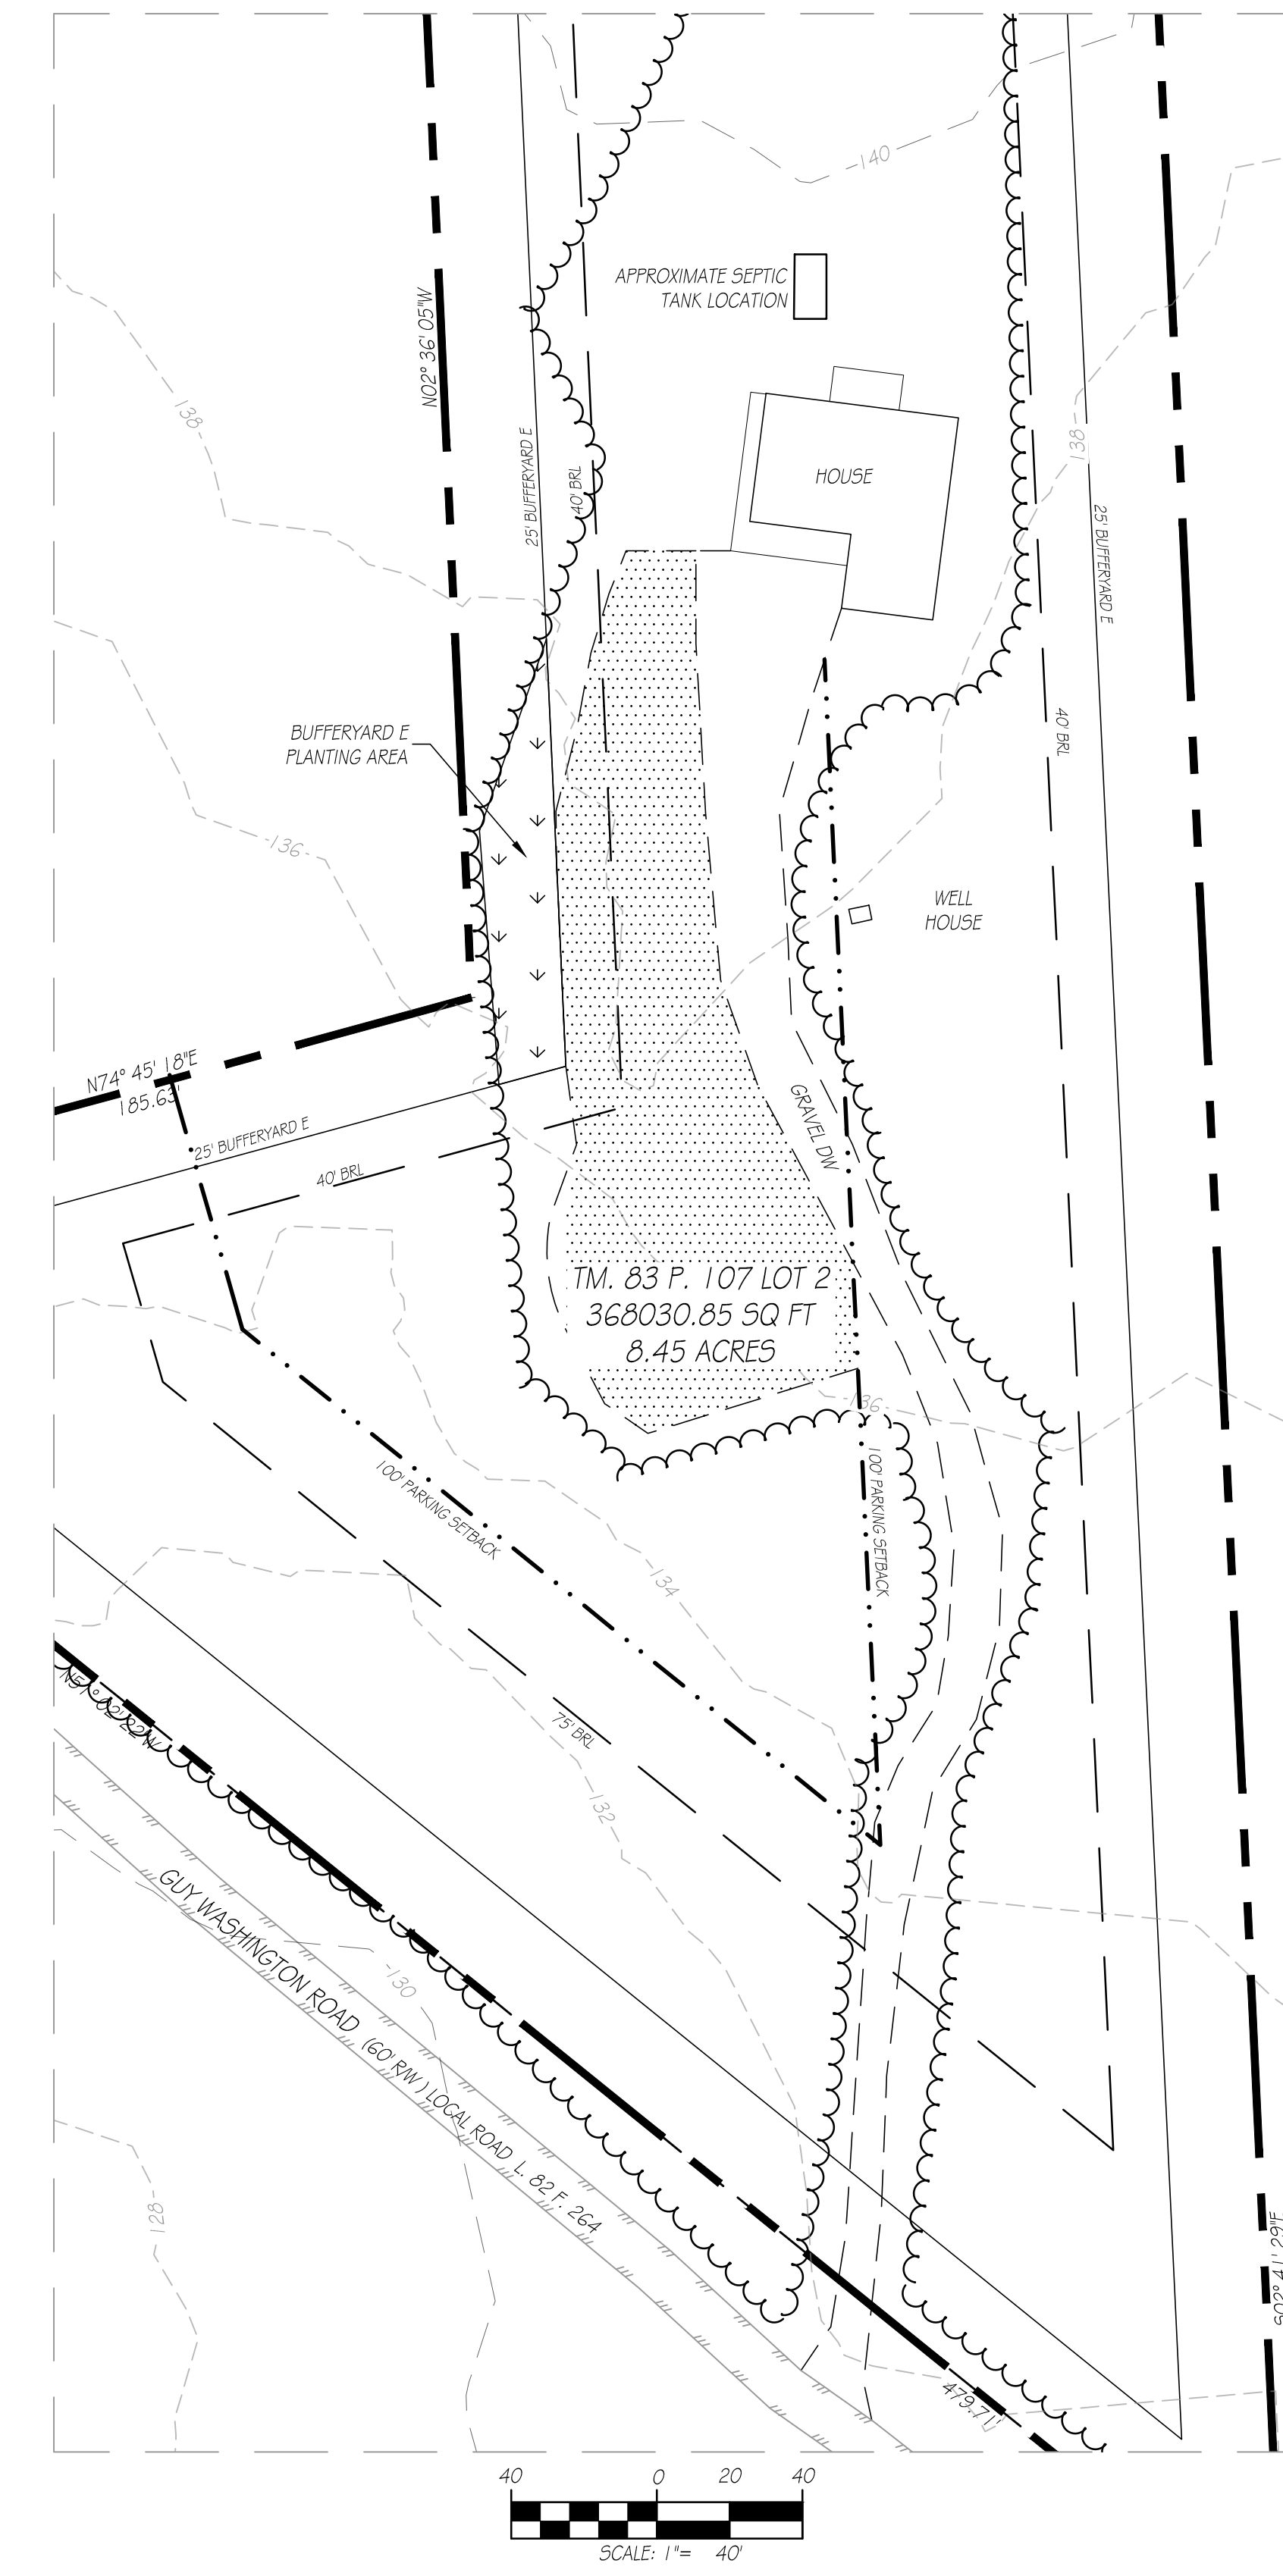 140
APPROXIMATE SEPTIC
TANK LOCATION
N02° 36' 05"W
138
138
25' BUFFERYARD E
40' BRL
HOUSE
25' BUFFERYARD E
BUFFERYARD E
PLANTING AREA
40' BRL
136
WELL
HOUSE
N74° 45' 18"E
185.63'
25' BUFFERYARD E
40' BRL
GRAVEL DW
TM. 83 P. 107 LOT 2
368030.85 SQ FT
8.45 ACRES
136
100' PARKING SETBACK
100' PARKING SETBACK
134
75' BRL
132
GUY WASHINGTON ROAD (60' R/W) LOCAL ROAD L. 82 F. 264
130
128
S02° 41' 29"E
479.71'
40 0 20 40
SCALE: 1"= 40'